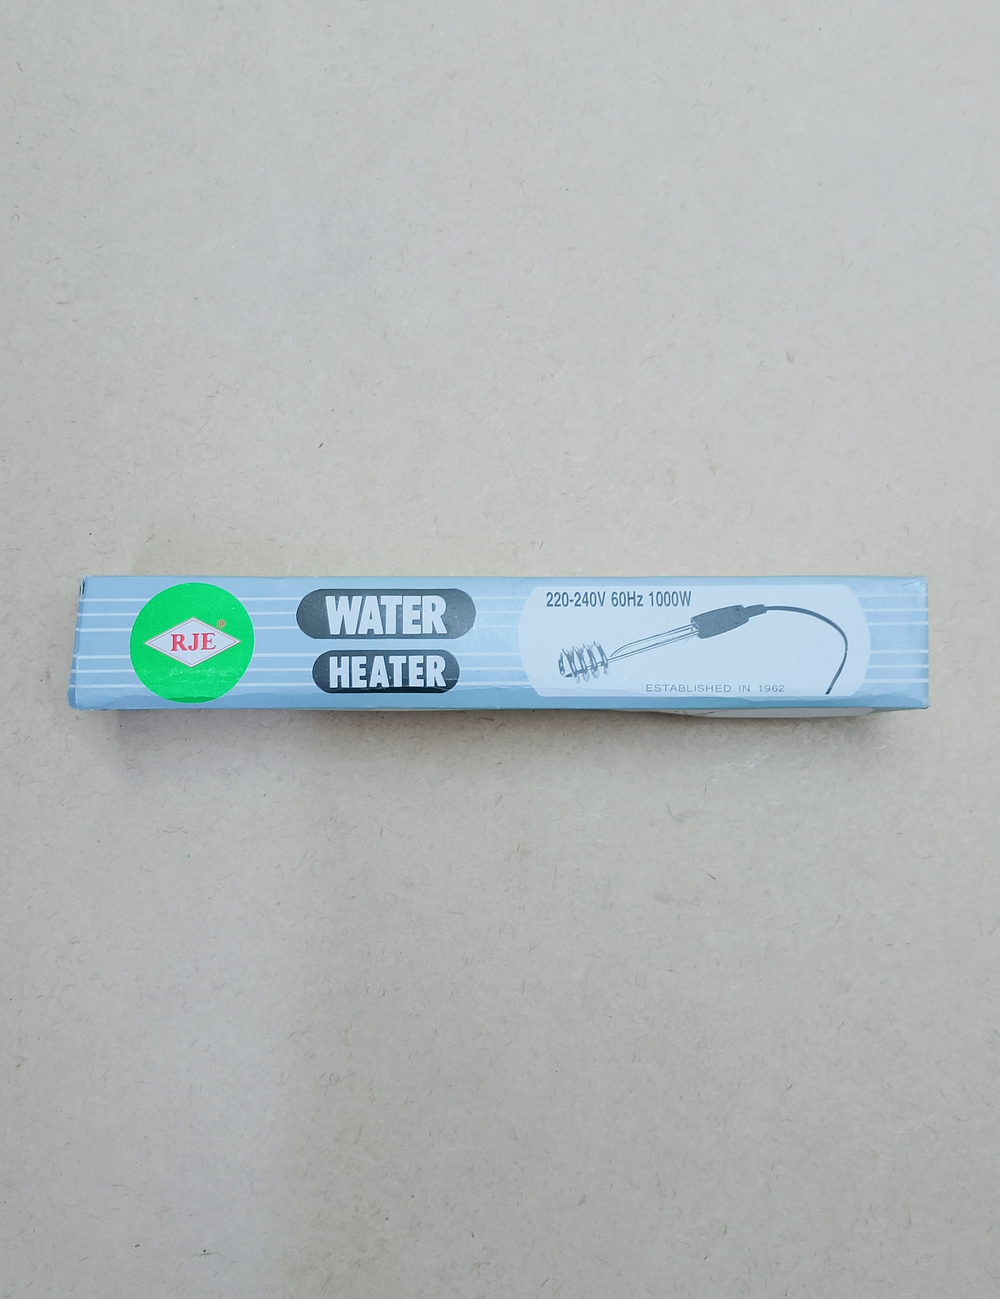 RJE®
WATER
HEATER
220-240V 60Hz 1000W
ESTABLISHED IN 1962